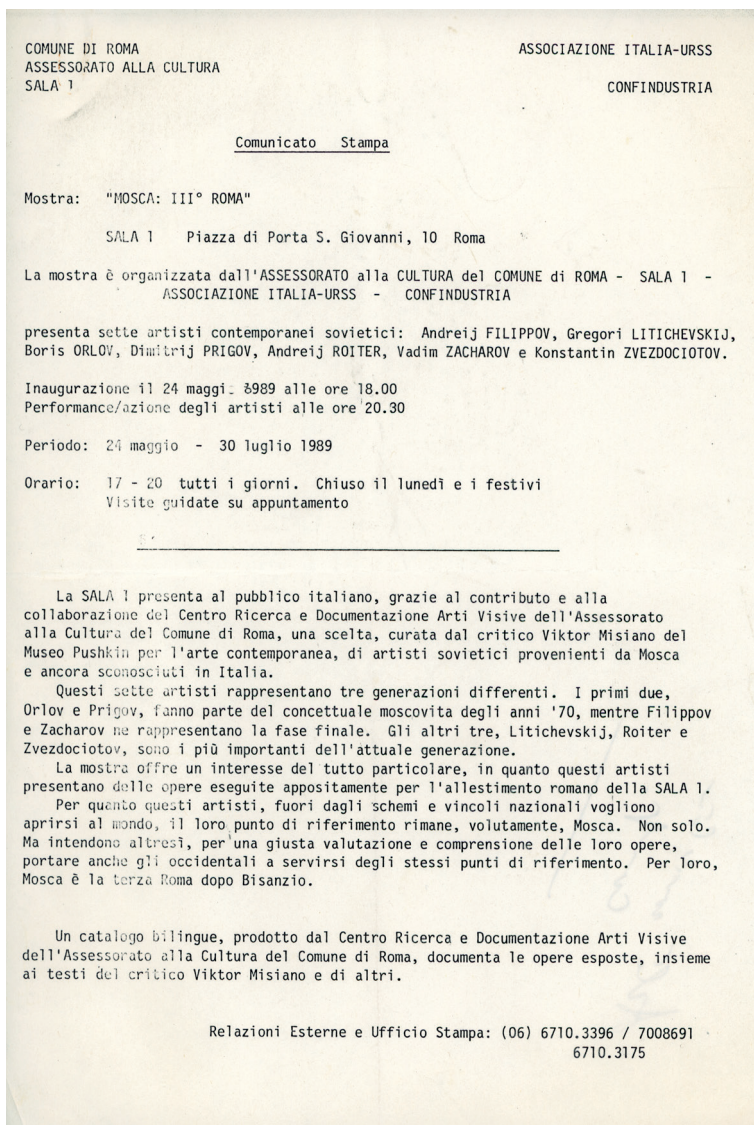 COMUNE DI ROMA ASSOCIAZIONE ITALIA-URSS
ASSESSORATO ALLA CULTURA
SALA 1 CONFINDUSTRIA
Comunicato Stampa
Mostra: "MOSCA: III° ROMA"
SALA 1 Piazza di Porta S. Giovanni, 10 Roma
La mostra è organizzata dall'ASSESSORATO alla CULTURA del COMUNE di ROMA - SALA 1 -
ASSOCIAZIONE ITALIA-URSS - CONFINDUSTRIA
presenta sette artisti contemporanei sovietici: Andreij FILIPPOV, Gregori LITICHEVSKIJ,
Boris ORLOV, Dimitrij PRIGOV, Andreij ROITER, Vadim ZACHAROV e Konstantin ZVEZDOCIOTOV.
Inaugurazione il 24 maggi 1989 alle ore 18.00
Performance/azione degli artisti alle ore 20.30
Periodo: 24 maggio - 30 luglio 1989
Orario: 17 - 20 tutti i giorni. Chiuso il lunedì e i festivi
Visite guidate su appuntamento
La SALA 1 presenta al pubblico italiano, grazie al contributo e alla
collaborazione del Centro Ricerca e Documentazione Arti Visive dell'Assessorato
alla Cultura del Comune di Roma, una scelta, curata dal critico Viktor Misiano del
Museo Pushkin per l'arte contemporanea, di artisti sovietici provenienti da Mosca
e ancora sconosciuti in Italia.
Questi sette artisti rappresentano tre generazioni differenti. I primi due,
Orlov e Prigov, fanno parte del concettuale moscovita degli anni '70, mentre Filippov
e Zacharov ne rappresentano la fase finale. Gli altri tre, Litichevskij, Roiter e
Zvezdociotov, sono i più importanti dell'attuale generazione.
La mostra offre un interesse del tutto particolare, in quanto questi artisti
presentano delle opere eseguite appositamente per l'allestimento romano della SALA 1.
Per quanto questi artisti, fuori dagli schemi e vincoli nazionali vogliono
aprirsi al mondo, il loro punto di riferimento rimane, volutamente, Mosca. Non solo.
Ma intendono altresì, per una giusta valutazione e comprensione delle loro opere,
portare anche gli occidentali a servirsi degli stessi punti di riferimento. Per loro,
Mosca è la terza Roma dopo Bisanzio.
Un catalogo bilingue, prodotto dal Centro Ricerca e Documentazione Arti Visive
dell'Assessorato alla Cultura del Comune di Roma, documenta le opere esposte, insieme
ai testi del critico Viktor Misiano e di altri.
Relazioni Esterne e Ufficio Stampa: (06) 6710.3396 / 7008691
6710.3175